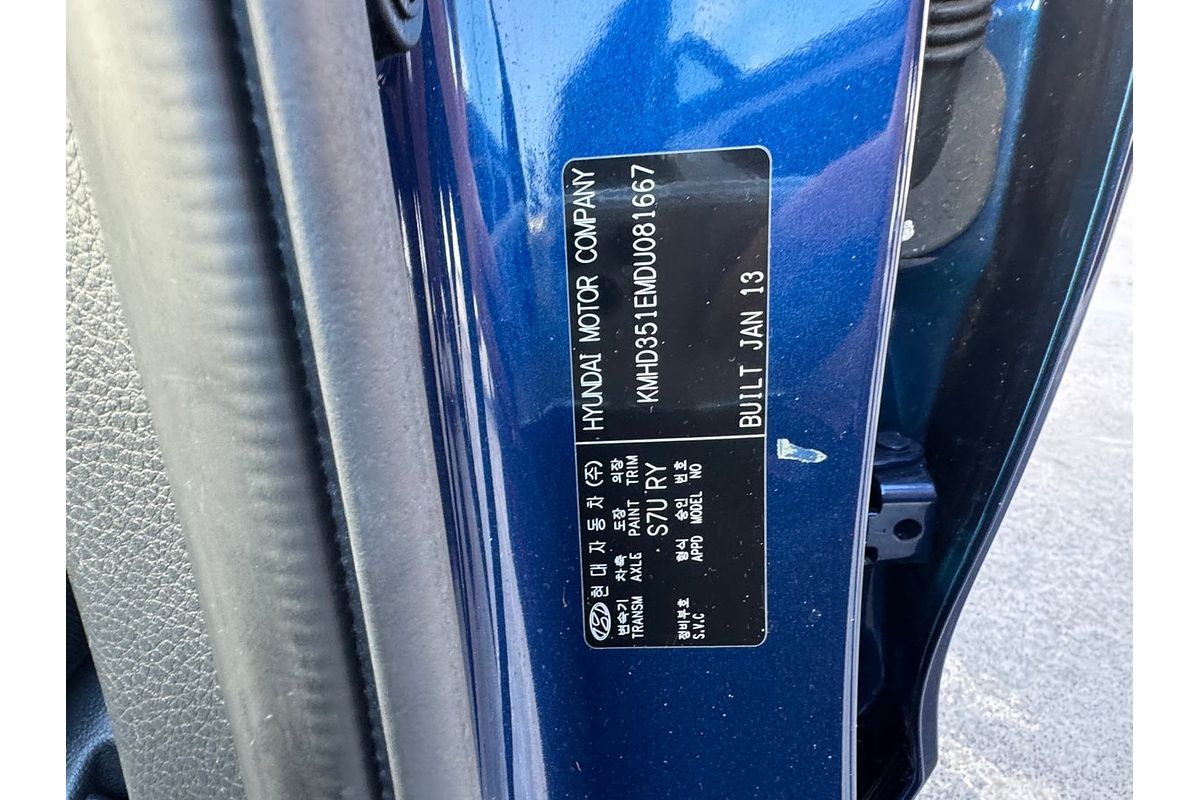 현대자동차(주) HYUNDAI MOTOR COMPANY
변속기 차축 도장 의장
TRANSM AXLE PAINT TRIM
S7U RY
KMHD351EMDU081667
정비부호 형식 승인 번호
S.V.C APPD MODEL NO
BUILT JAN 13